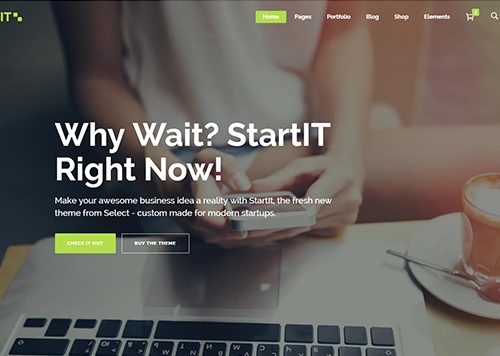 IT
Home Pages Portfolio Blog Shop Elements
Why Wait? StartIT
Right Now!
Make your awesome business idea a reality with StartIt, the fresh new
theme from Select - custom made for modern startups.
CHECK IT OUT BUY THE THEME